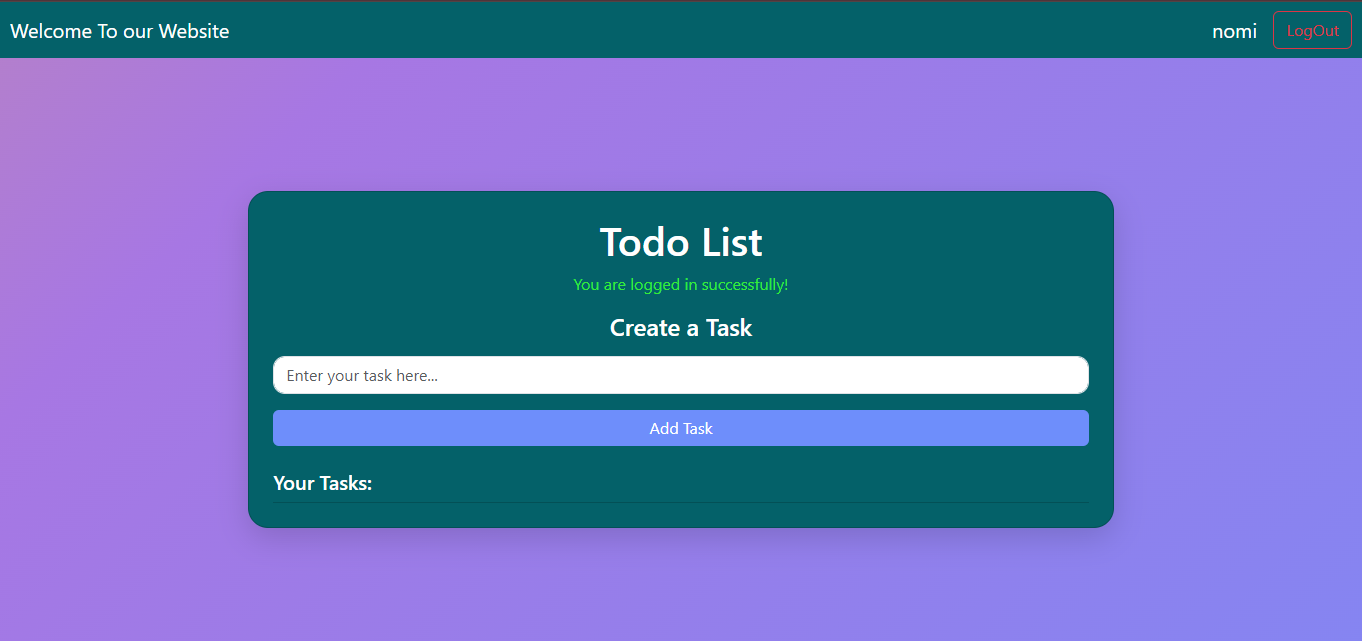 Welcome To our Website
nomi
LogOut
Todo List
You are logged in successfully!
Create a Task
Enter your task here...
Add Task
Your Tasks: